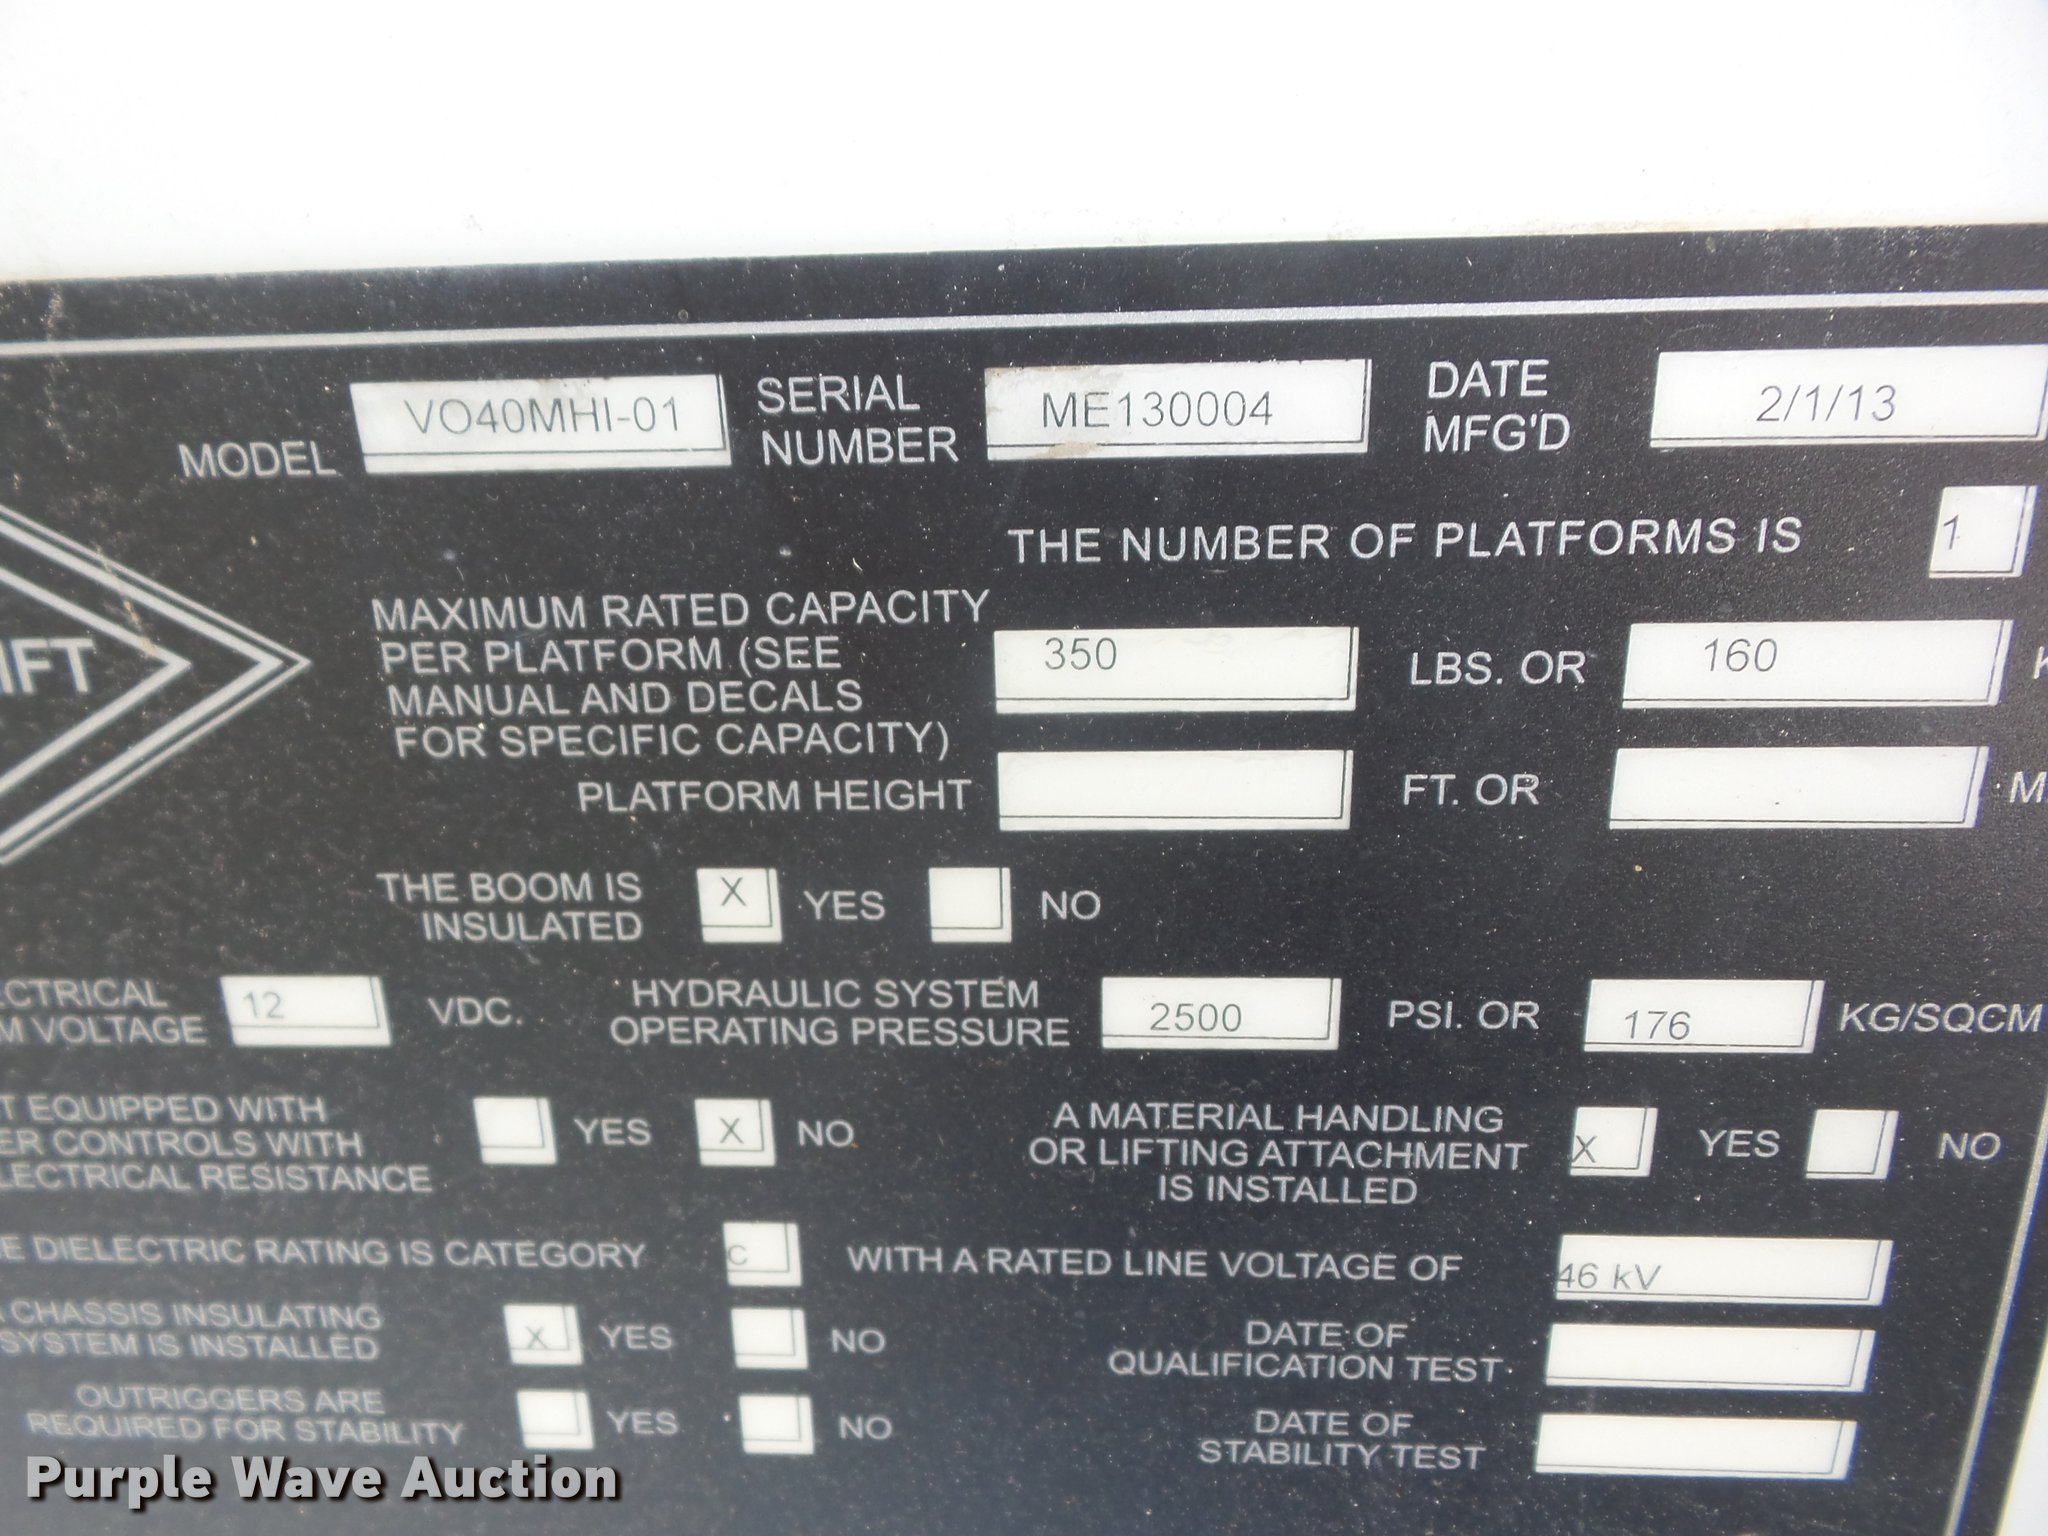 MODEL VO40MHI-01 SERIAL NUMBER ME130004 DATE MFG'D 2/1/13
THE NUMBER OF PLATFORMS IS 1
IFT
MAXIMUM RATED CAPACITY
PER PLATFORM (SEE
MANUAL AND DECALS
FOR SPECIFIC CAPACITY) 350 LBS. OR 160 K
PLATFORM HEIGHT FT. OR M
THE BOOM IS
INSULATED X YES NO
CTRICAL
M VOLTAGE 12 VDC. HYDRAULIC SYSTEM
OPERATING PRESSURE 2500 PSI. OR 176 KG/SQCM
T EQUIPPED WITH
ER CONTROLS WITH
LECTRICAL RESISTANCE YES X NO
A MATERIAL HANDLING
OR LIFTING ATTACHMENT
IS INSTALLED X YES NO
E DIELECTRIC RATING IS CATEGORY C WITH A RATED LINE VOLTAGE OF 46 kV
A CHASSIS INSULATING
SYSTEM IS INSTALLED X YES NO
DATE OF
QUALIFICATION TEST
OUTRIGGERS ARE
REQUIRED FOR STABILITY YES NO
DATE OF
STABILITY TEST
Purple Wave Auction